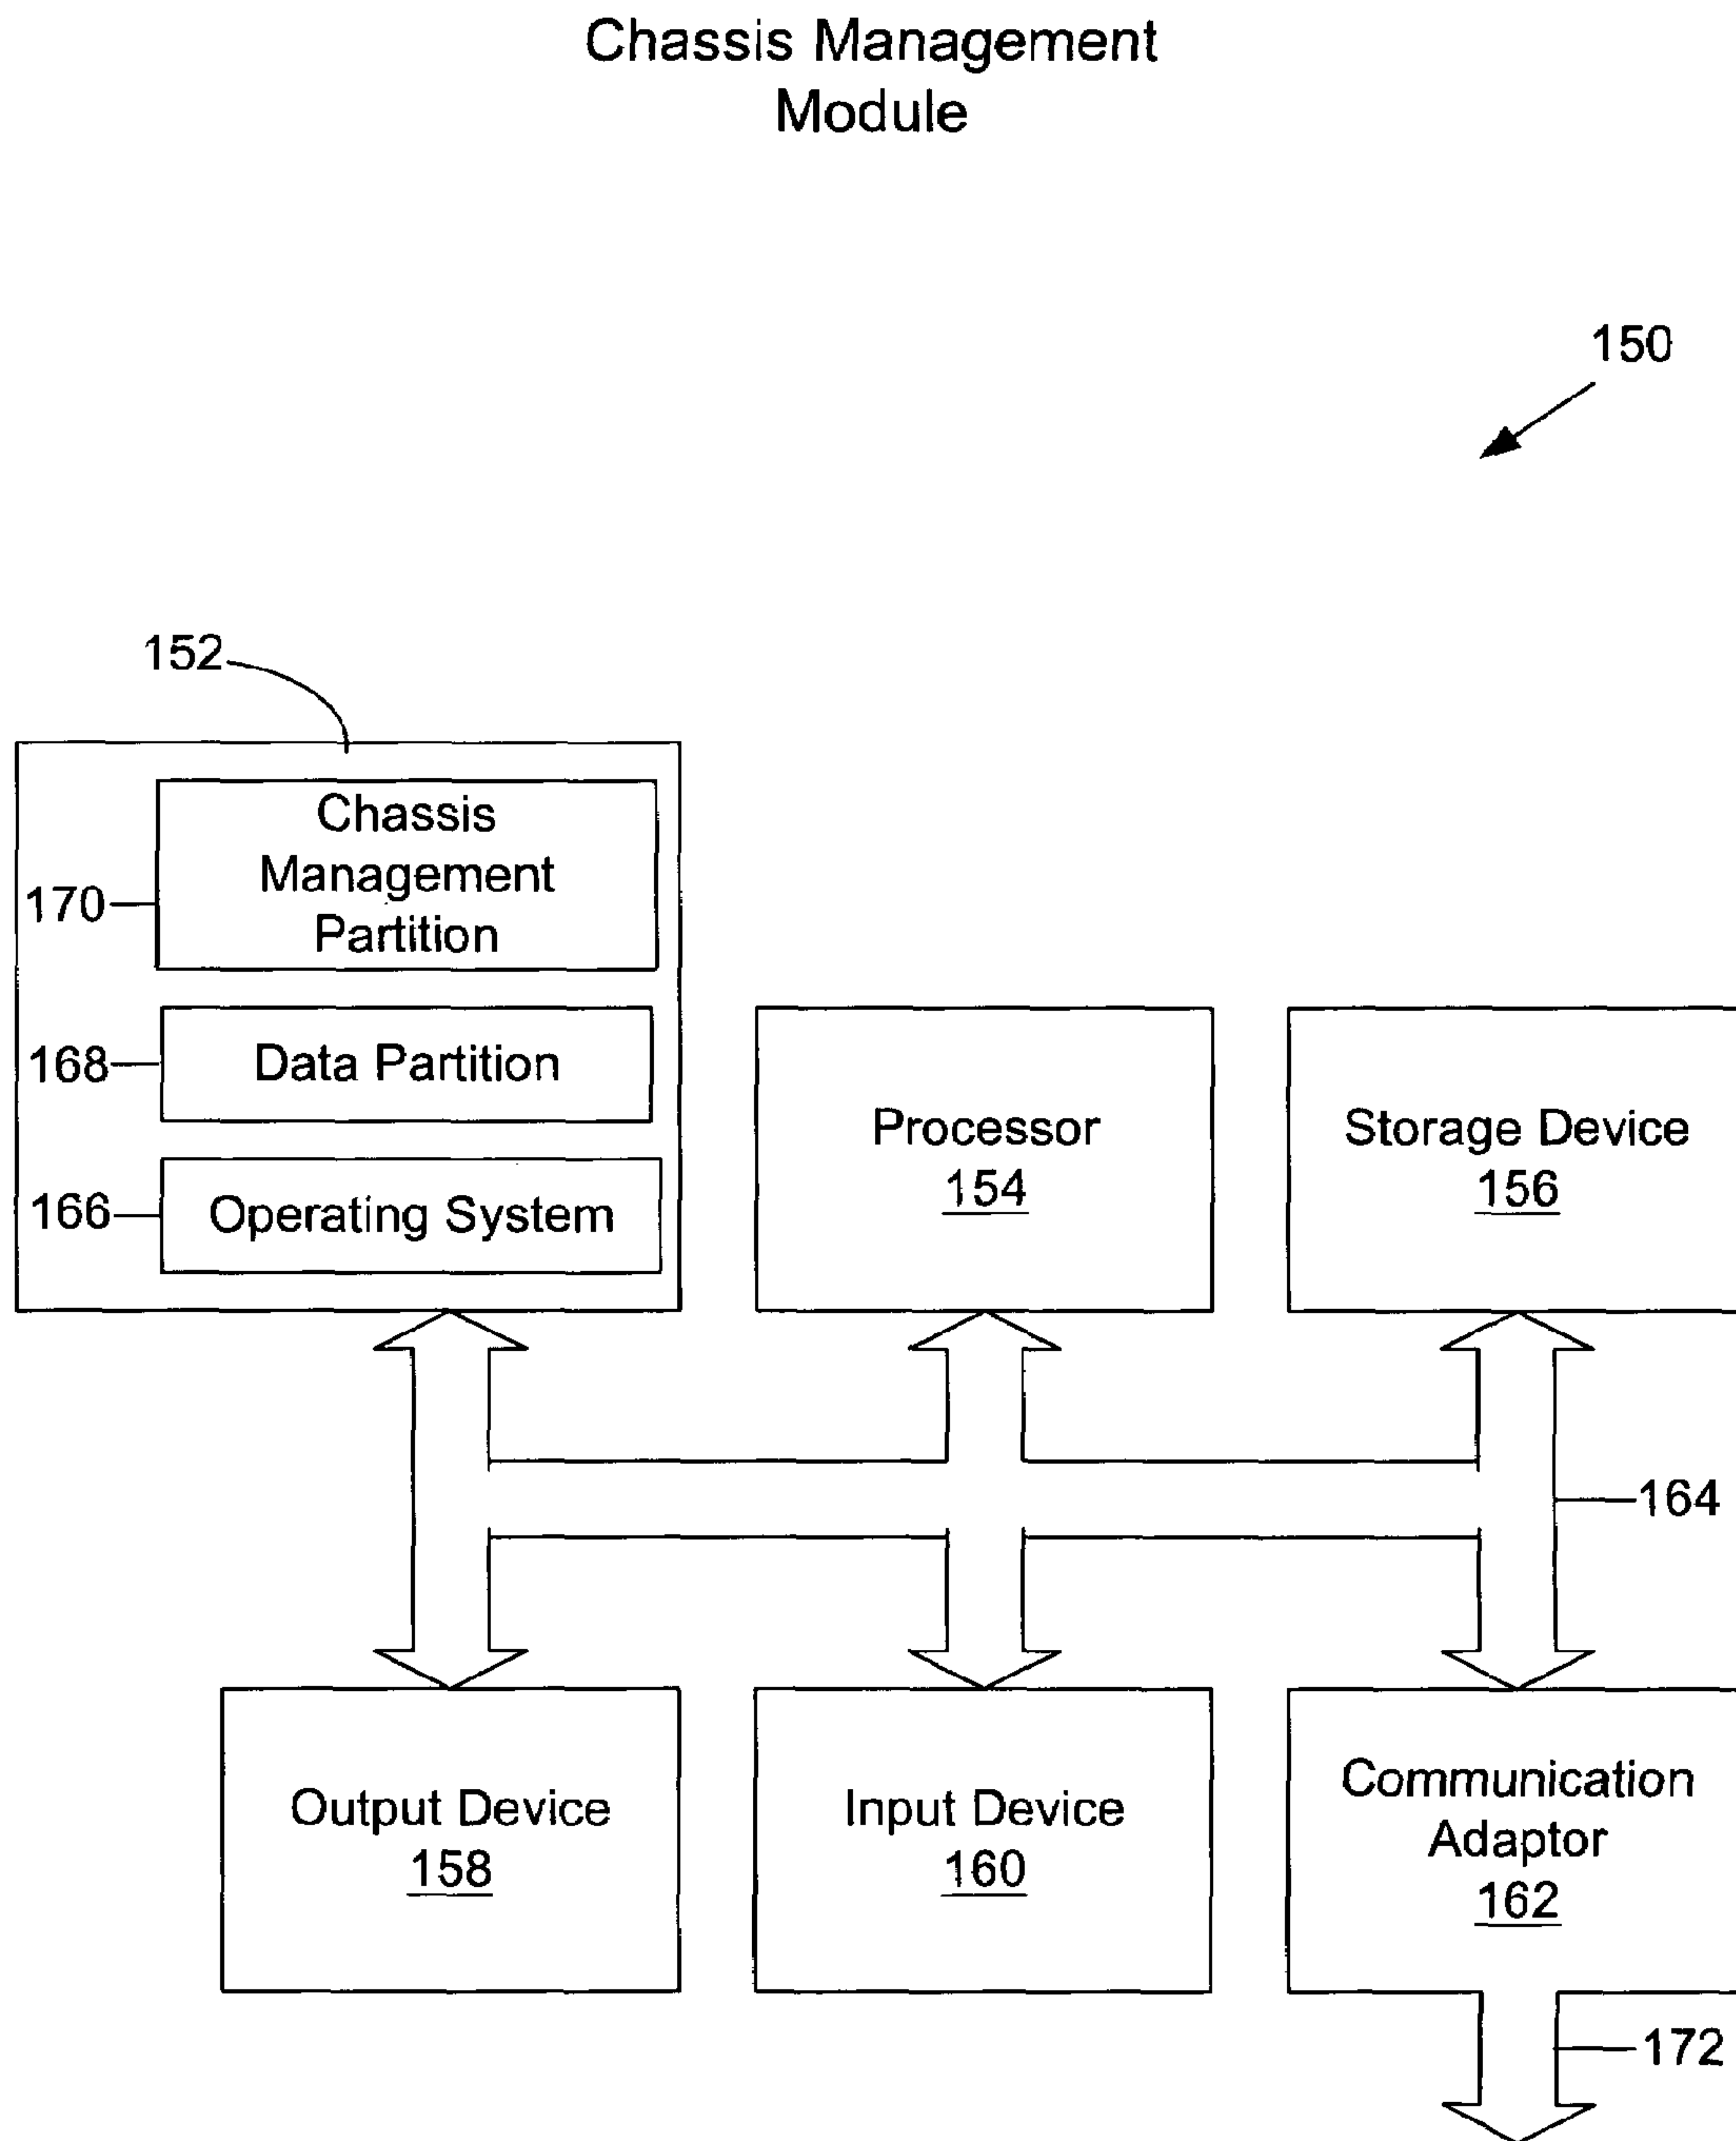 Chassis Management
Module
150
152
Chassis
Management
Partition
170
Data Partition
168
Operating System
166
Processor
154
Storage Device
156
164
Output Device
158
Input Device
160
Communication
Adaptor
162
172